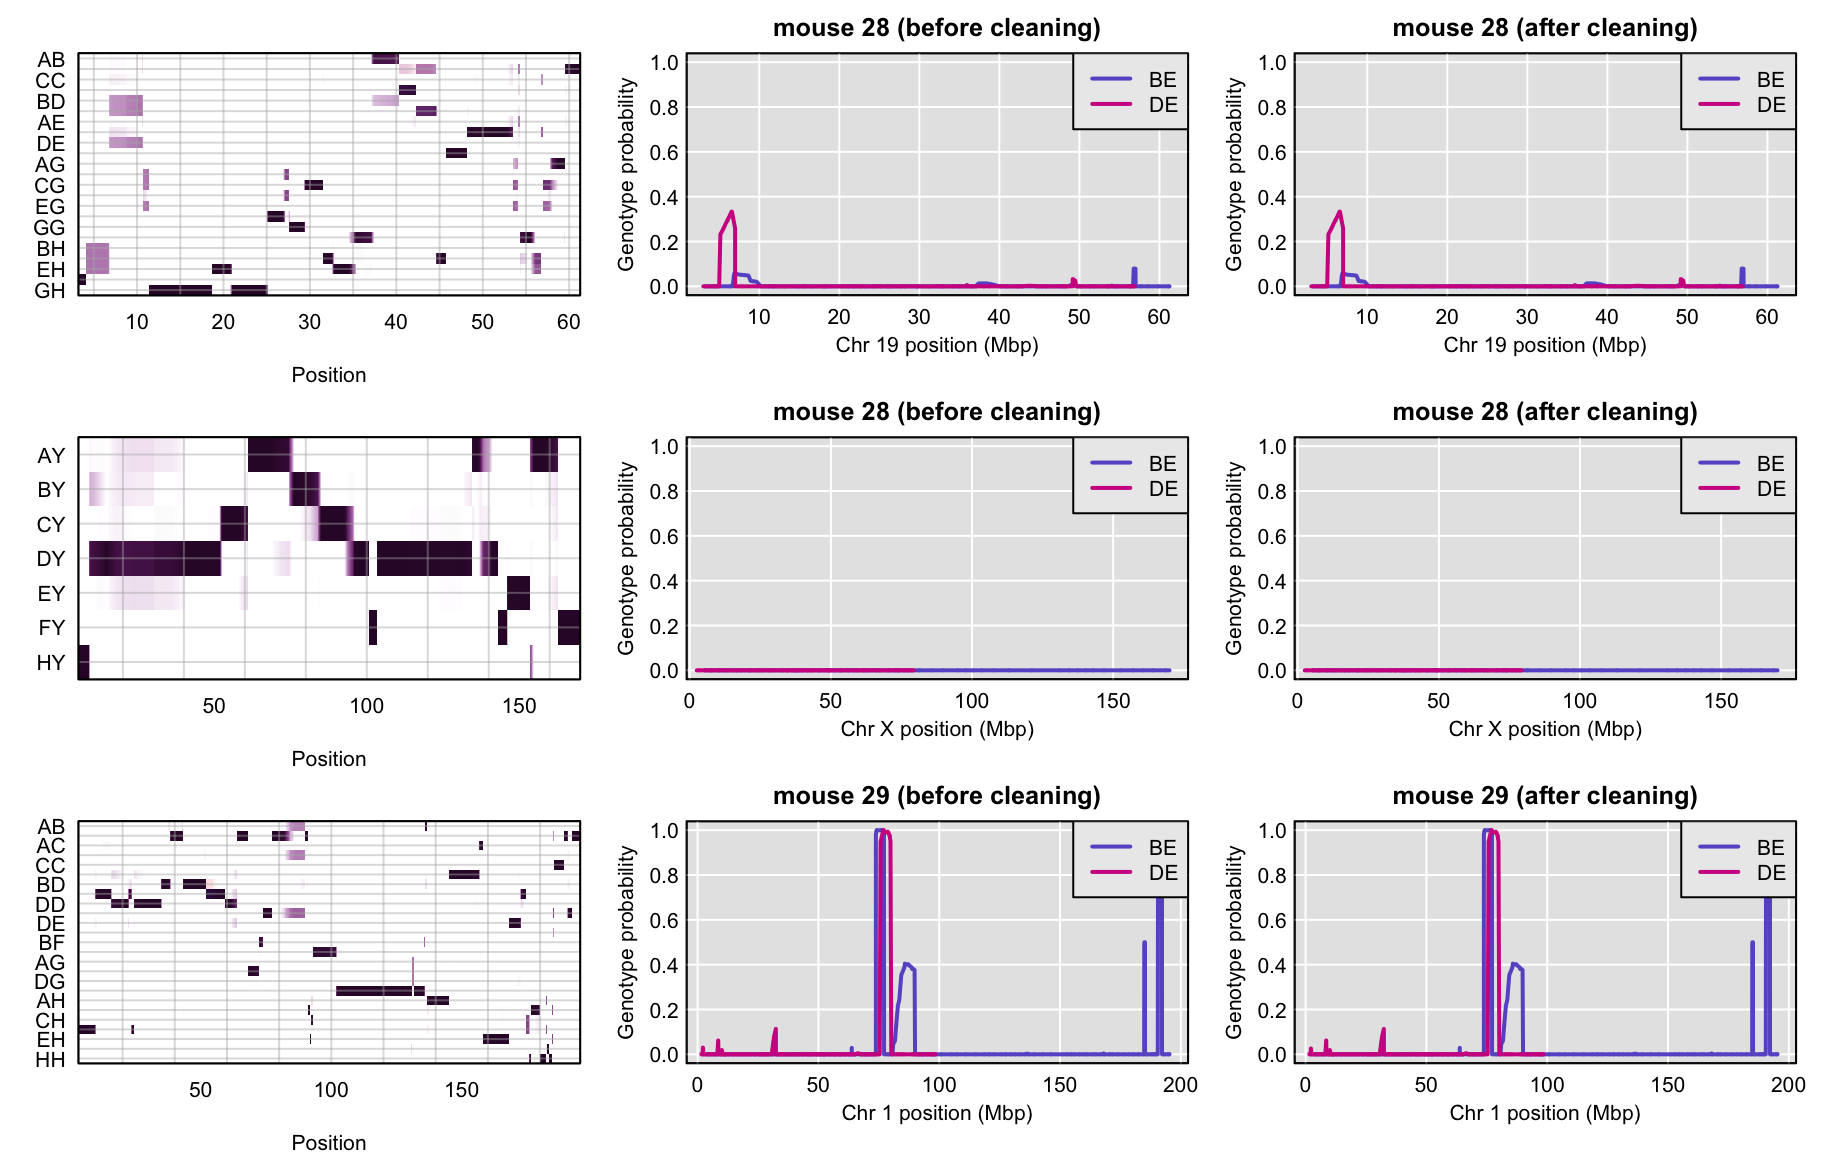 AB
CC
BD
AE
DE
AG
CG
EG
GG
BH
EH
GH
10 20 30 40 50 60
Position
mouse 28 (before cleaning)
Genotype probability
1.0
0.8
0.6
0.4
0.2
0.0
BE
DE
10 20 30 40 50 60
Chr 19 position (Mbp)
mouse 28 (after cleaning)
Genotype probability
1.0
0.8
0.6
0.4
0.2
0.0
BE
DE
10 20 30 40 50 60
Chr 19 position (Mbp)
AY
BY
CY
DY
EY
FY
HY
50 100 150
Position
mouse 28 (before cleaning)
Genotype probability
1.0
0.8
0.6
0.4
0.2
0.0
BE
DE
0 50 100 150
Chr X position (Mbp)
mouse 28 (after cleaning)
Genotype probability
1.0
0.8
0.6
0.4
0.2
0.0
BE
DE
0 50 100 150
Chr X position (Mbp)
AB
AC
CC
BD
DD
DE
BF
AG
DG
AH
CH
EH
HH
50 100 150
Position
mouse 29 (before cleaning)
Genotype probability
1.0
0.8
0.6
0.4
0.2
0.0
BE
DE
0 50 100 150 200
Chr 1 position (Mbp)
mouse 29 (after cleaning)
Genotype probability
1.0
0.8
0.6
0.4
0.2
0.0
BE
DE
0 50 100 150 200
Chr 1 position (Mbp)